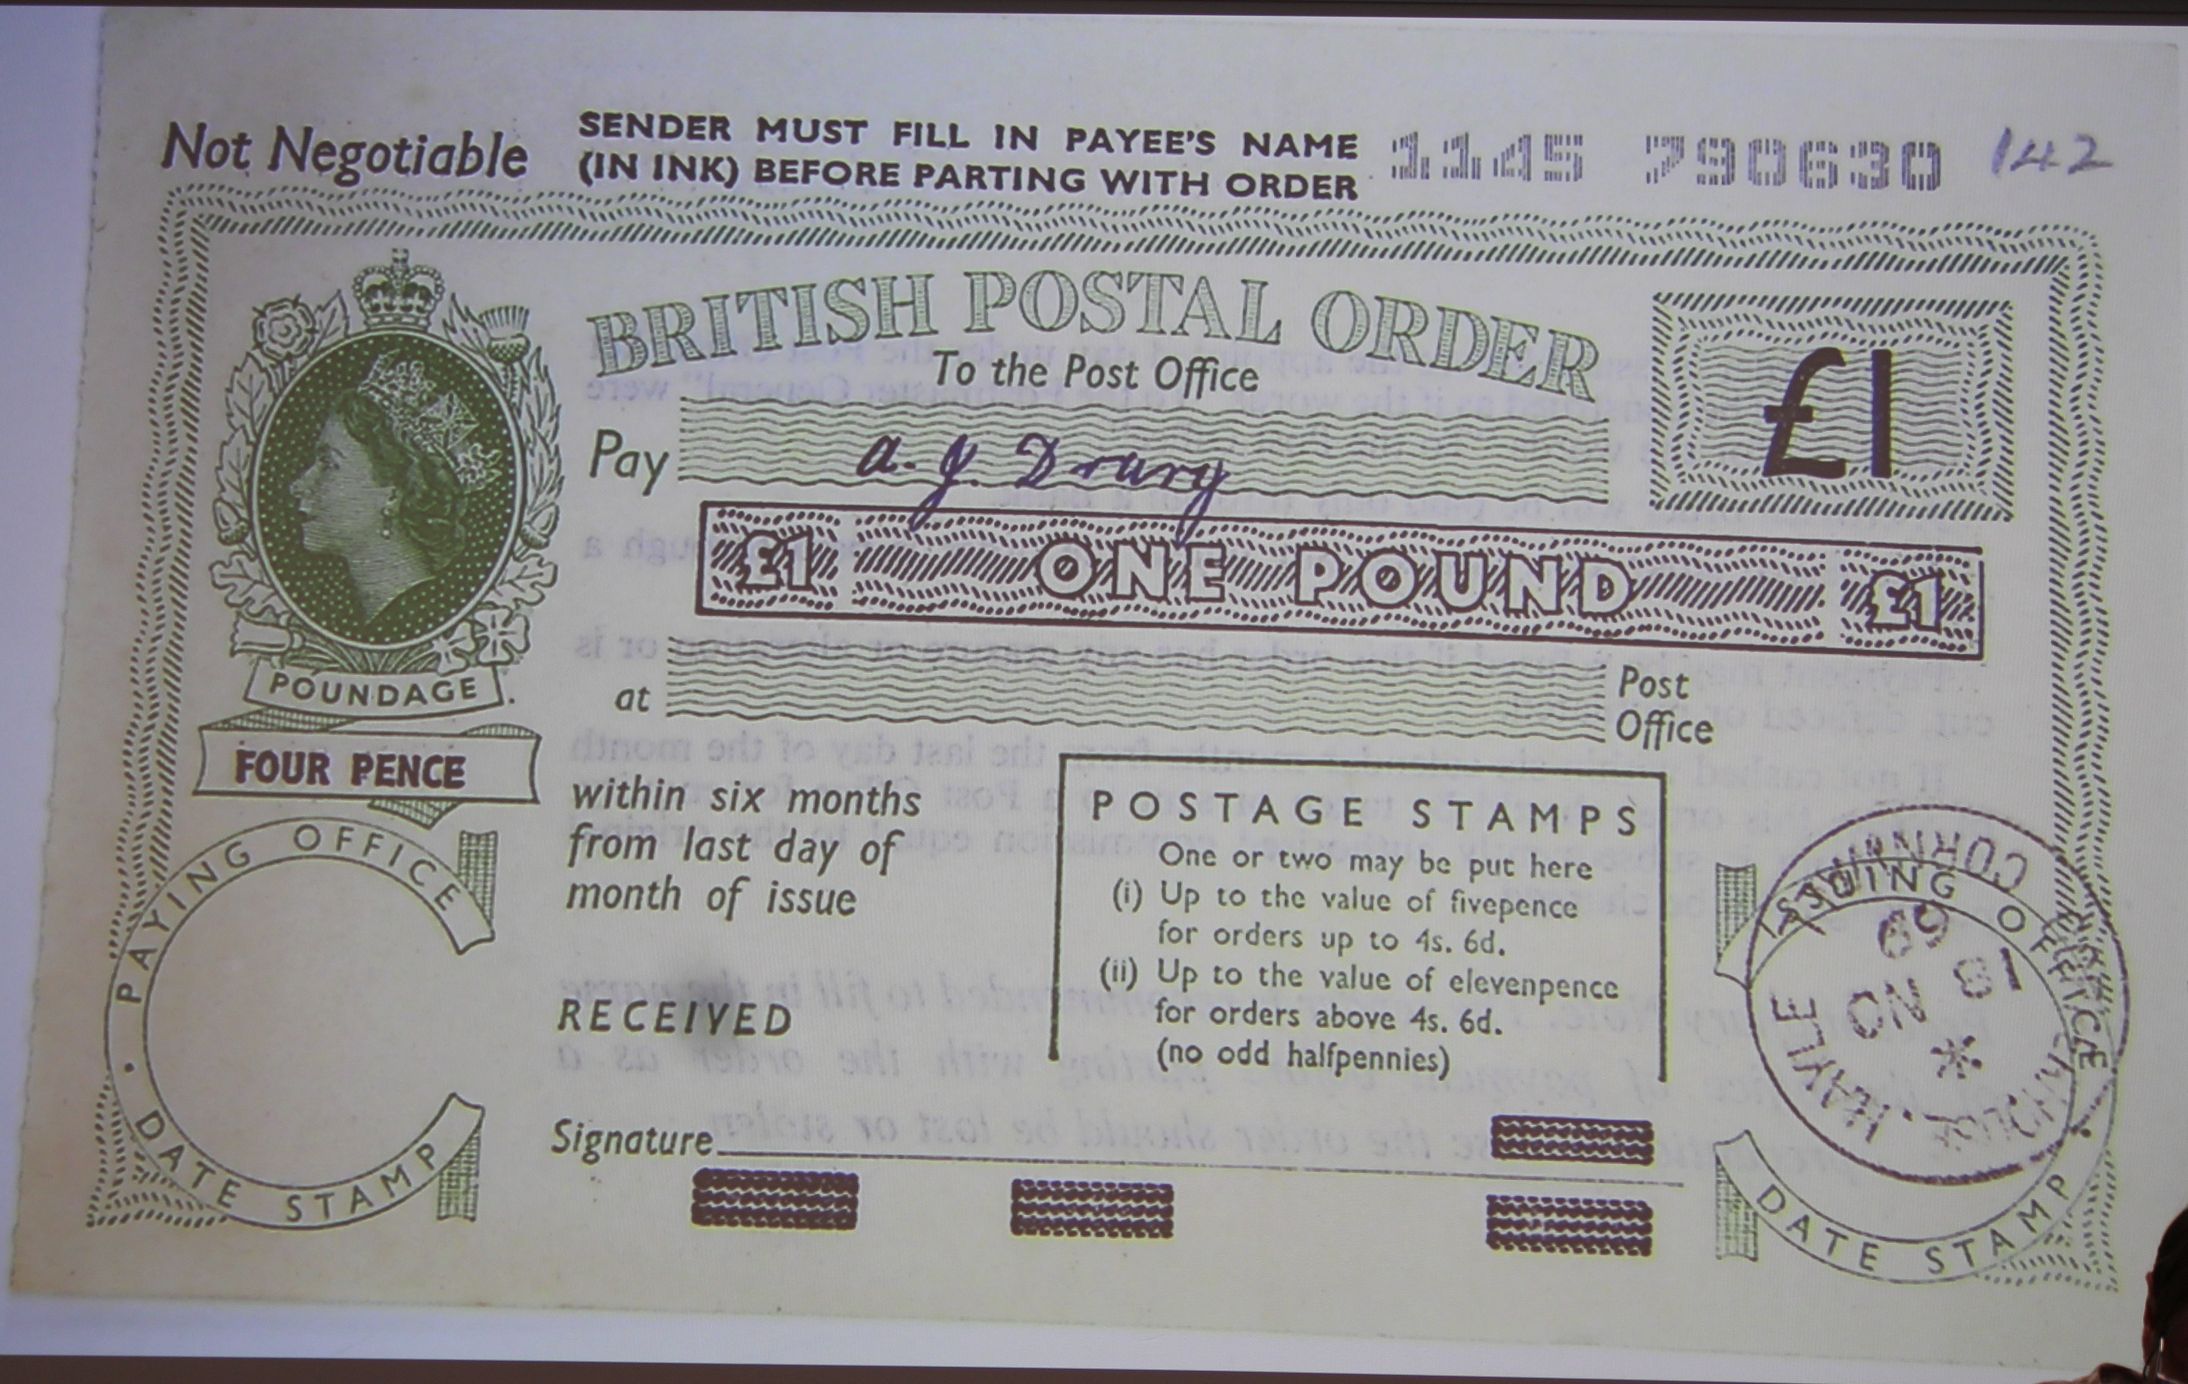 Not Negotiable
SENDER MUST FILL IN PAYEE'S NAME
(IN INK) BEFORE PARTING WITH ORDER
1145 790630
142
BRITISH POSTAL ORDER
To the Post Office
£1
Pay A. J. Drury
£1 ONE POUND £1
at
Post
Office
POUNDAGE
FOUR PENCE
within six months
from last day of
month of issue
POSTAGE STAMPS
One or two may be put here
(i) Up to the value of fivepence
for orders up to 4s. 6d.
(ii) Up to the value of elevenpence
for orders above 4s. 6d.
(no odd halfpennies)
PAYING OFFICE
DATE STAMP
RECEIVED
Signature
ISSUING OFFICE
DATE STAMP
18 NO
69
HAYLE